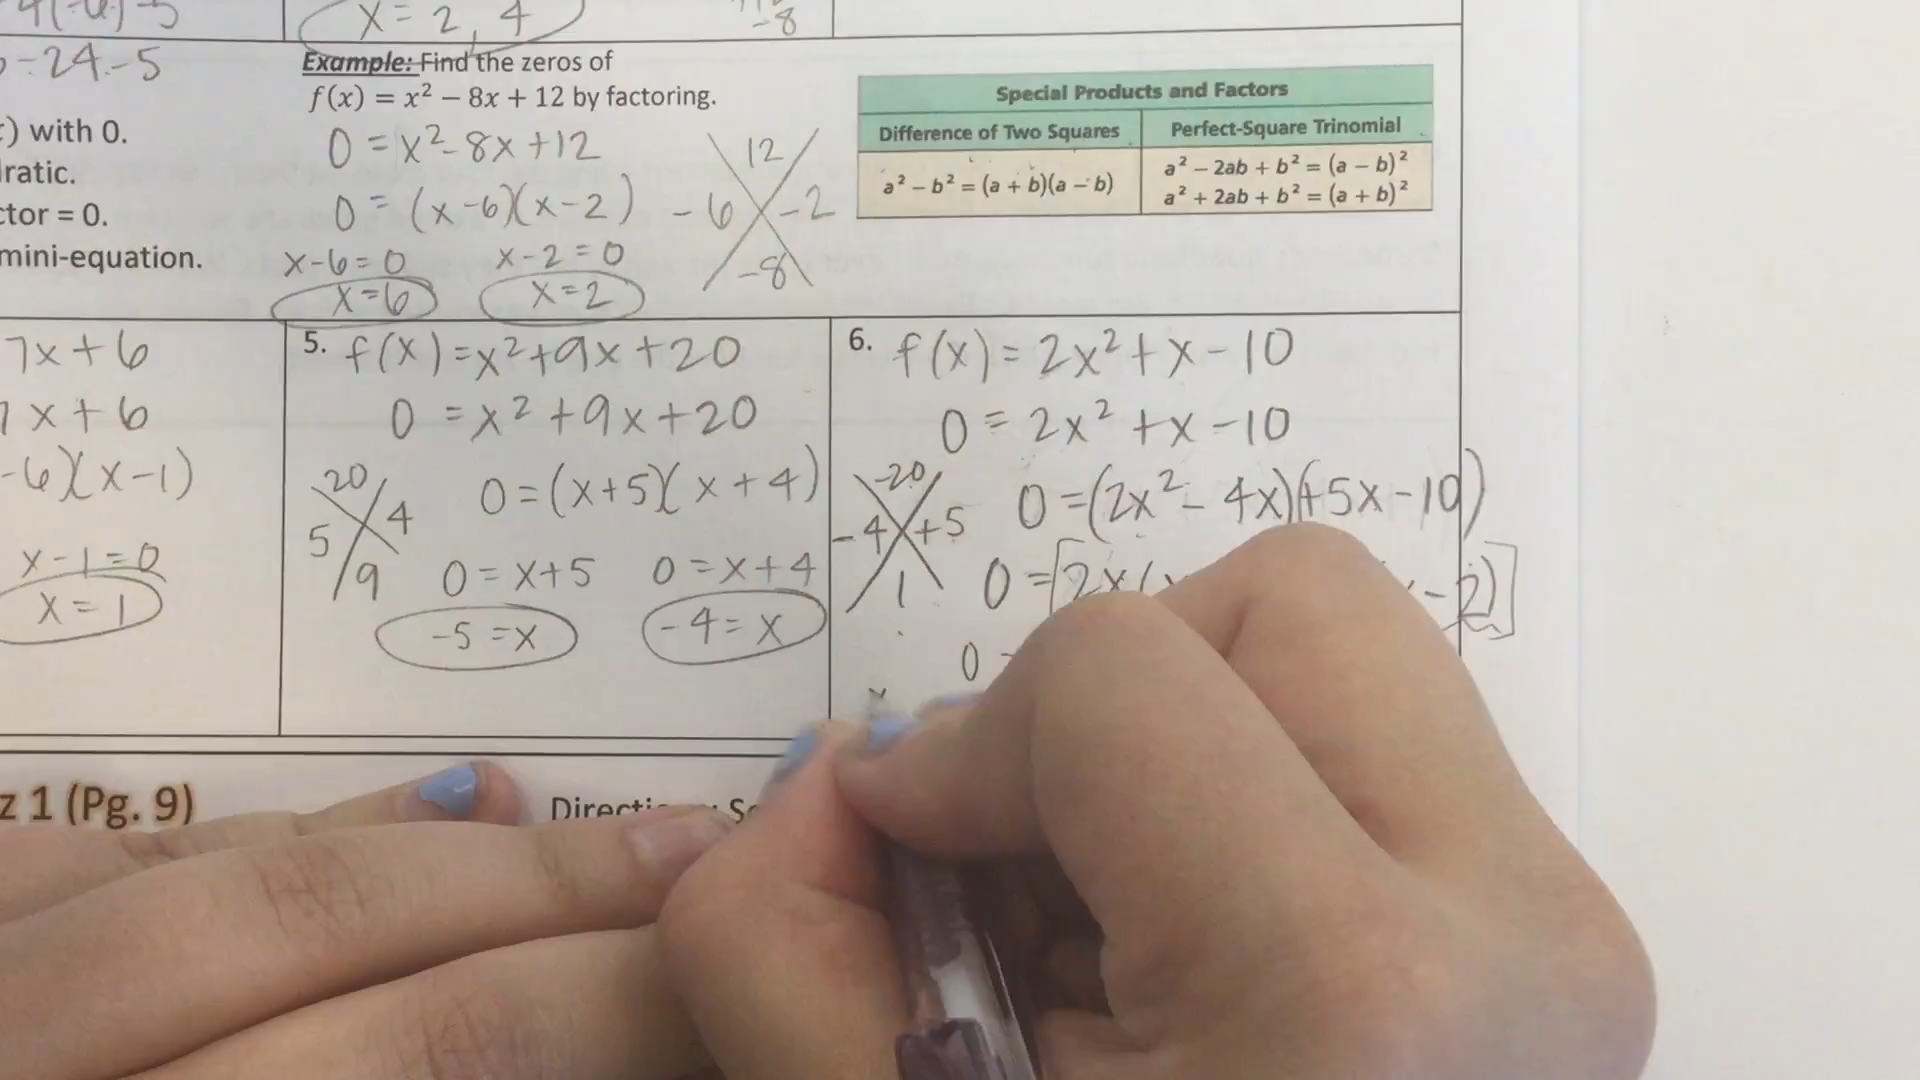 x = 2, 4
-8
-24-5
Example: Find the zeros of
f(x) = x² − 8x + 12 by factoring.
0 = x² - 8x + 12
0 = (x-6)(x-2)
x-6=0 x-2=0
x=6 x=2
12
-6 -2
-8
Special Products and Factors
Difference of Two Squares Perfect-Square Trinomial
a² − b² = (a + b)(a − b)
a² − 2ab + b² = (a − b)²
a² + 2ab + b² = (a + b)²
) with 0.
ratic.
ctor = 0.
mini-equation.
7x + 6
7x + 6
-6)(x-1)
x-1=0
x = 1
5. f(x) = x² + 9x + 20
0 = x² + 9x + 20
0 = (x+5)(x+4)
20
5 4
9
0 = x+5 0 = x+4
-5 = x -4 = x
6. f(x) = 2x² + x - 10
0 = 2x² + x - 10
-20
-4 +5
1
0 = (2x² - 4x)(+5x - 10)
0 = [2x( - 2)]
0
x
z 1 (Pg. 9)